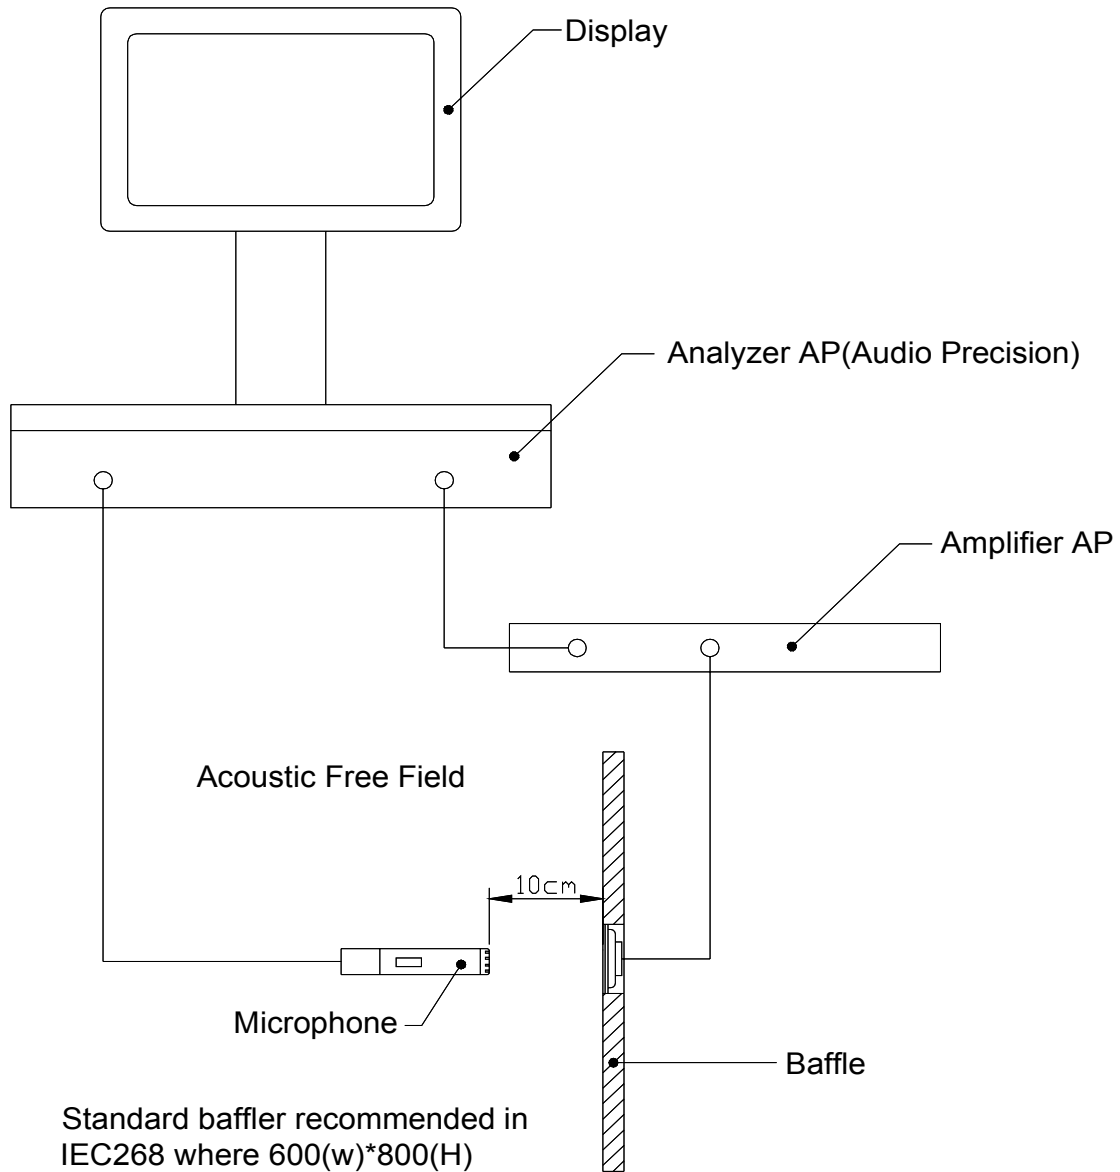 Display
Analyzer AP(Audio Precision)
Amplifier AP
Acoustic Free Field
10cm
Microphone
Baffle
Standard baffler recommended in
IEC268 where 600(w)*800(H)